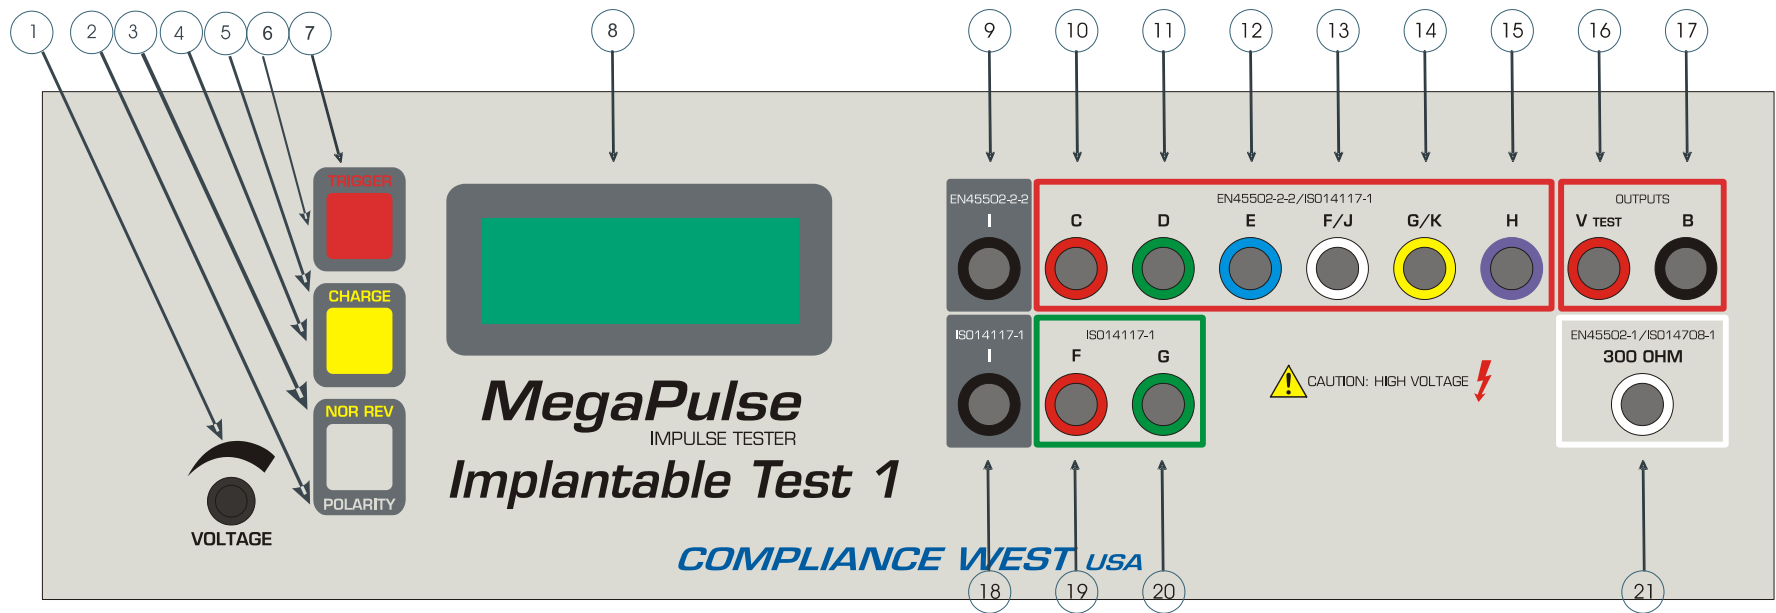 1 2 3 4 5 6 7 8 9 10 11 12 13 14 15 16 17
TRIGGER
CHARGE
NOR REV
POLARITY
VOLTAGE
MegaPulse
IMPULSE TESTER
Implantable Test 1
COMPLIANCE WEST USA
EN45502-2-2
I
EN45502-2-2/ISO14117-1
C D E F/J G/K H
OUTPUTS
V TEST B
ISO14117-1
I
ISO14117-1
F G
CAUTION: HIGH VOLTAGE
EN45502-1/ISO14708-1
300 OHM
18 19 20 21